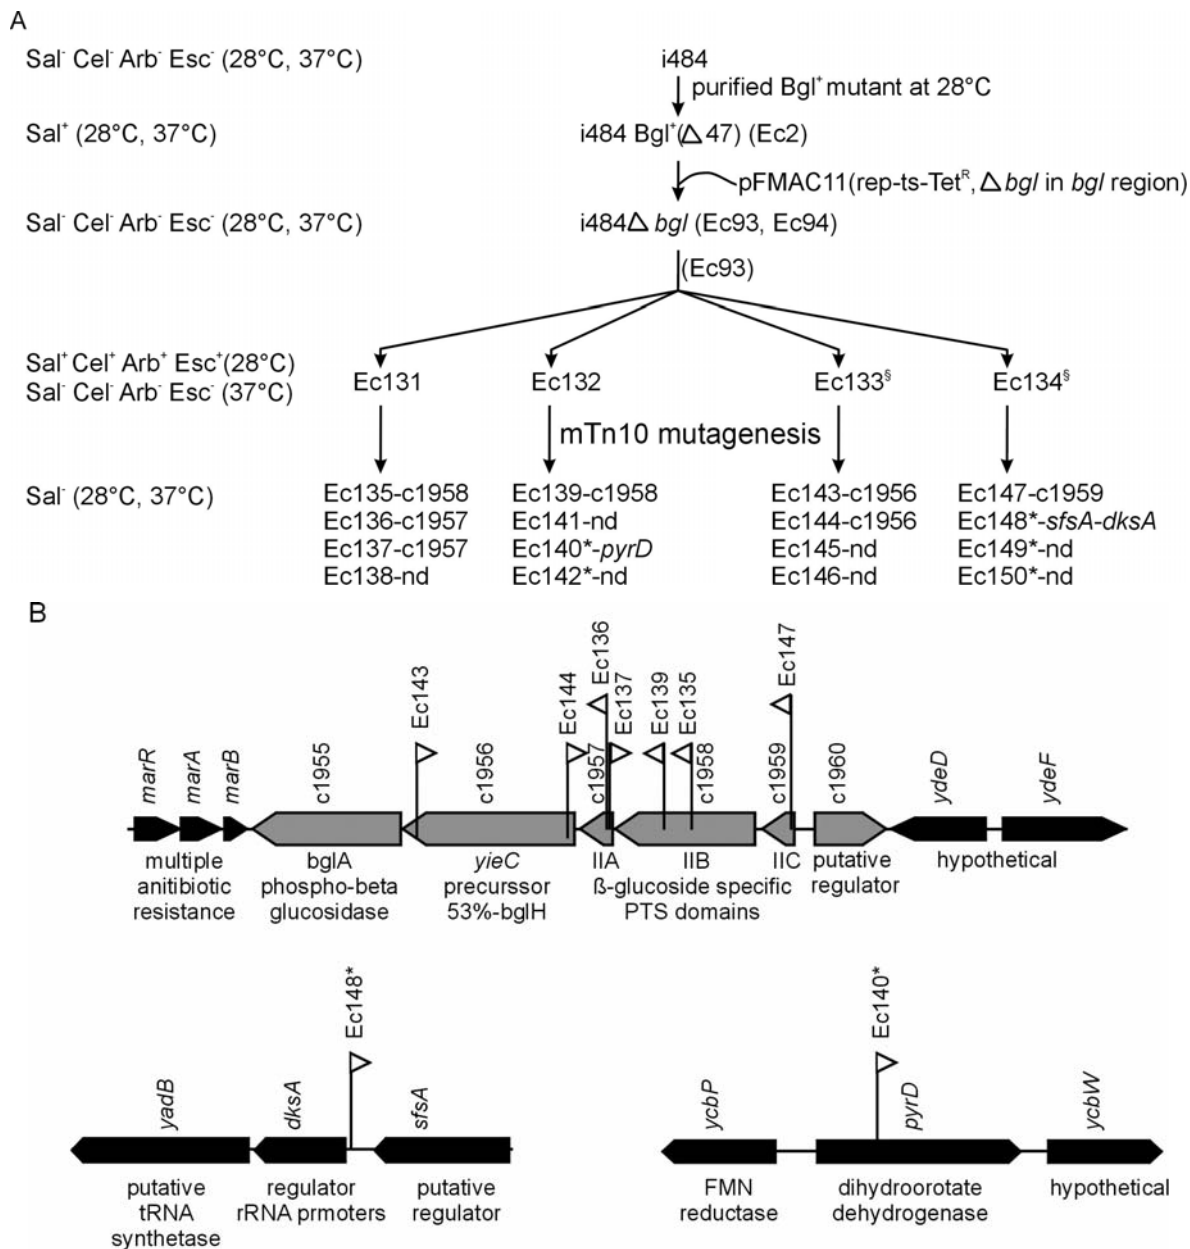 A
Sal⁻ Cel⁻ Arb⁻ Esc⁻ (28°C, 37°C)
i484
purified Bgl⁺ mutant at 28°C
Sal⁺ (28°C, 37°C)
i484 Bgl⁺(△47) (Ec2)
pFMAC11(rep-ts-Tetᴿ, △bgl in bgl region)
Sal⁻ Cel⁻ Arb⁻ Esc⁻ (28°C, 37°C)
i484△ bgl (Ec93, Ec94)
(Ec93)
Sal⁺ Cel⁺ Arb⁺ Esc⁺(28°C)
Sal⁻ Cel⁻ Arb⁻ Esc⁻ (37°C)
Ec131 Ec132 Ec133§ Ec134§
mTn10 mutagenesis
Sal⁻ (28°C, 37°C)
Ec135-c1958 Ec139-c1958 Ec143-c1956 Ec147-c1959
Ec136-c1957 Ec141-nd Ec144-c1956 Ec148*-sfsA-dksA
Ec137-c1957 Ec140*-pyrD Ec145-nd Ec149*-nd
Ec138-nd Ec142*-nd Ec146-nd Ec150*-nd
B
Ec143 Ec144 Ec136 Ec137 Ec139 Ec135 Ec147
marR marA marB c1955 c1956 c1957 c1958 c1959 c1960 ydeD ydeF
multiple bglA yieC IIA IIB IIC putative hypothetical
anitibiotic phospho-beta precurssor ß-glucoside specific regulator
resistance glucosidase 53%-bglH PTS domains
Ec148* Ec140*
yadB dksA sfsA ycbP pyrD ycbW
putative regulator putative FMN dihydroorotate hypothetical
tRNA rRNA prmoters regulator reductase dehydrogenase
synthetase